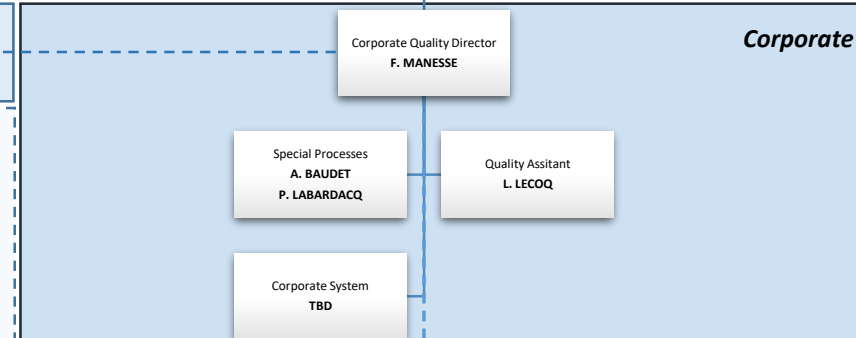 Corporate
Corporate Quality Director
F. MANESSE
Special Processes
A. BAUDET
P. LABARDACQ
Quality Assitant
L. LECOQ
Corporate System
TBD